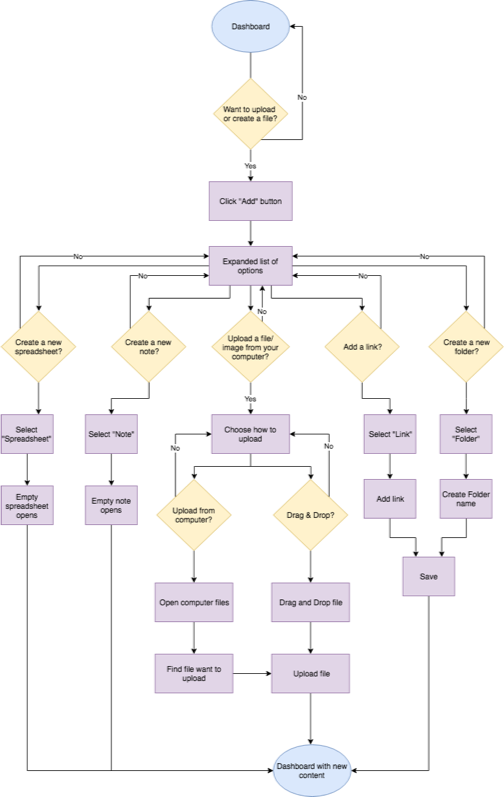 Dashboard
No
Want to upload
or create a file?
Yes
Click "Add" button
No
No
Expanded list of
options
No
No
No
Create a new
spreadsheet?
Create a new
note?
Upload a file/
image from your
computer?
Add a link?
Create a new
folder?
Yes
Select
"Spreadsheet"
Select "Note"
Choose how to
upload
Select "Link"
Select
"Folder"
No
No
Empty
spreadsheet
opens
Empty note
opens
Upload from
computer?
Drag & Drop?
Add link
Create Folder
name
Save
Open computer files
Drag and Drop file
Find file want to
upload
Upload file
Dashboard with new
content